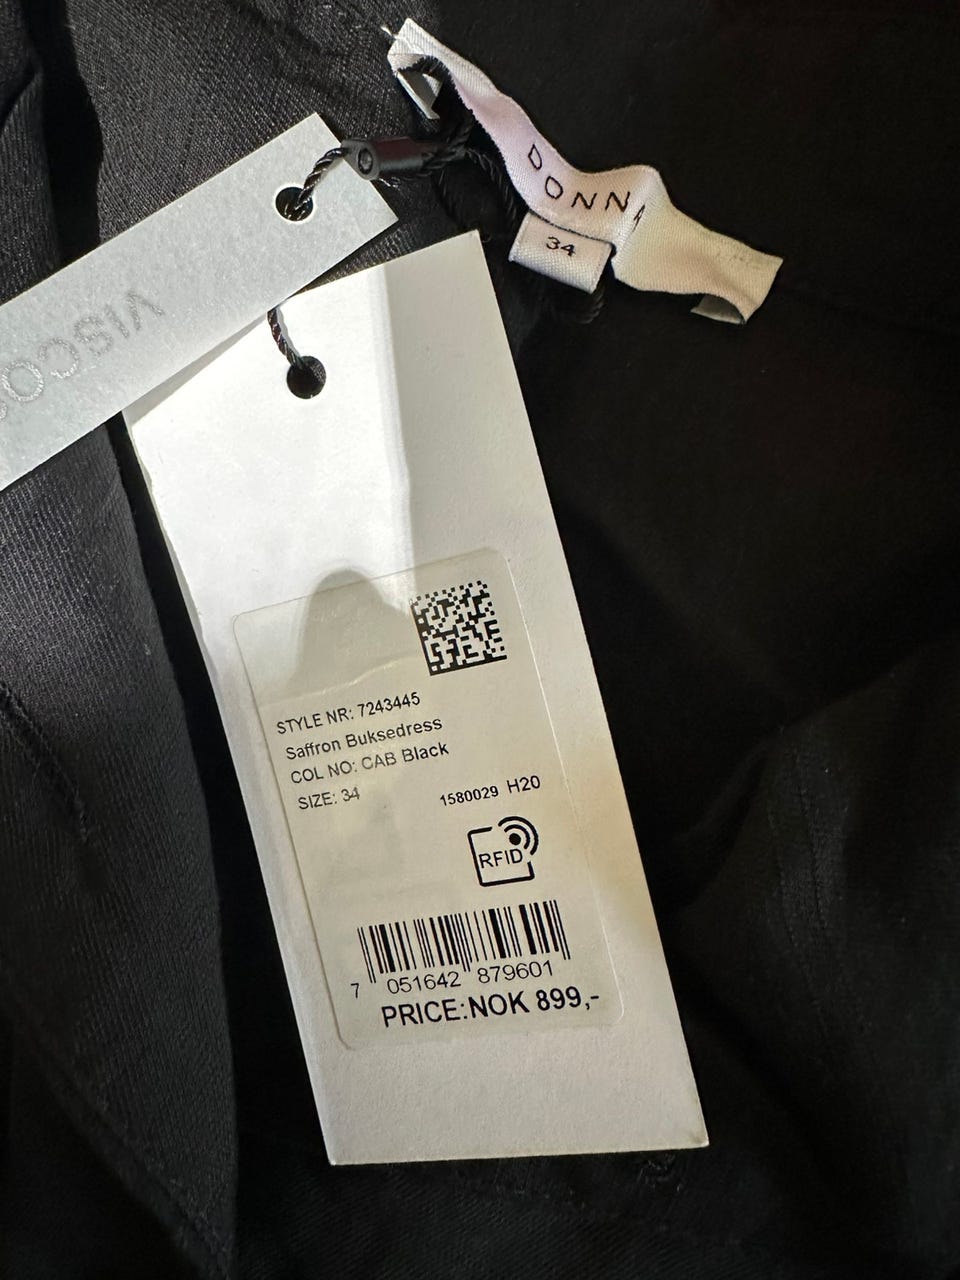 DONNA
34
VISCOS
STYLE NR: 7243445
Saffron Buksedress
COL NO: CAB Black
SIZE: 34
1580029 H20
RFID
7 051642 879601
PRICE:NOK 899,-